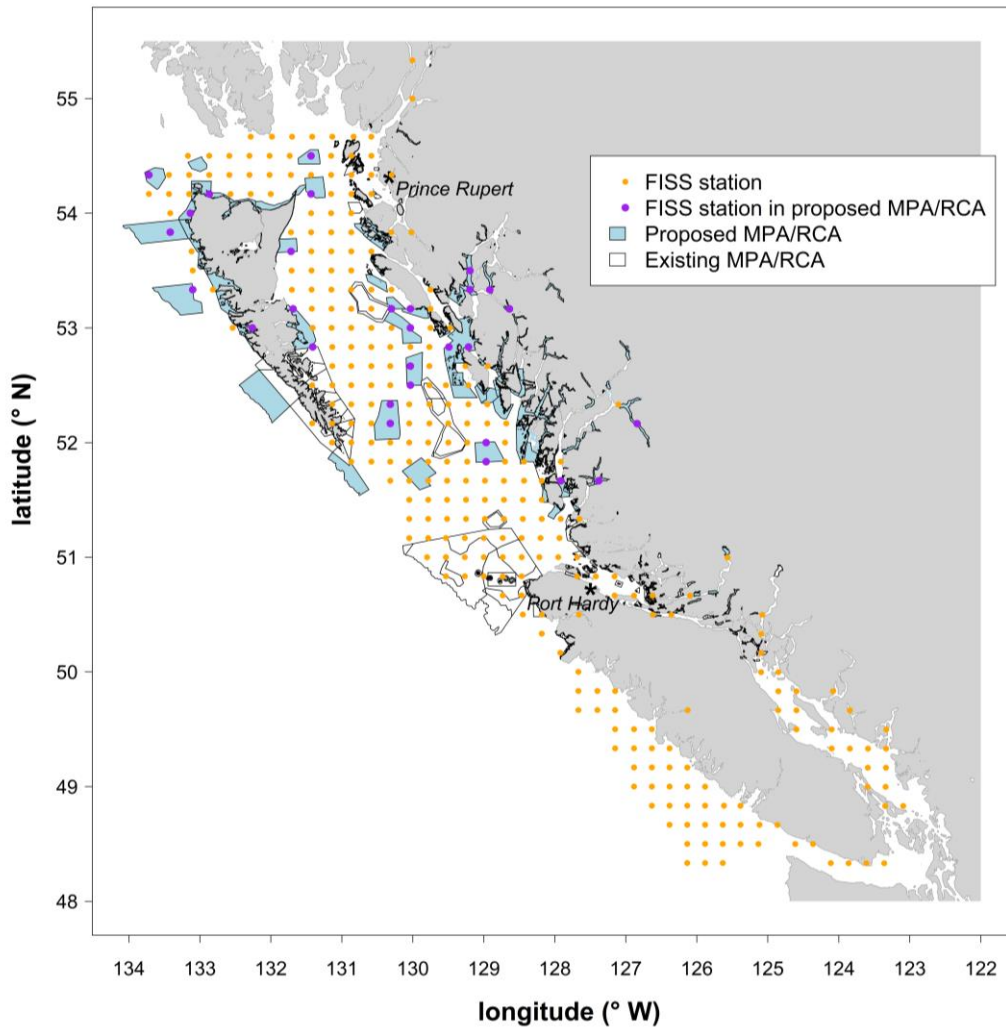 FISS station
FISS station in proposed MPA/RCA
Proposed MPA/RCA
Existing MPA/RCA
Prince Rupert
Port Hardy
latitude (° N)
55
54
53
52
51
50
49
48
134 133 132 131 130 129 128 127 126 125 124 123 122
longitude (° W)